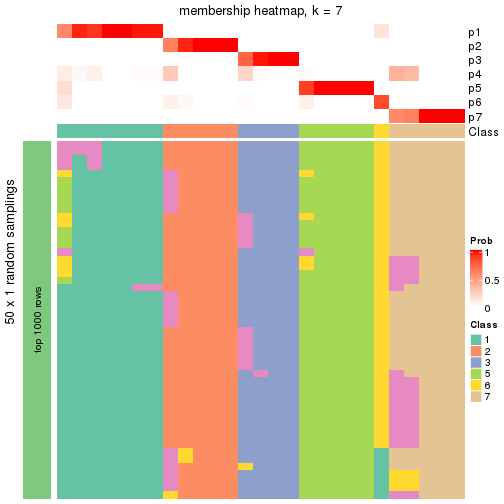 membership heatmap, k = 7
p1
p2
p3
p4
p5
p6
p7
Class
50 x 1 random samplings
top 1000 rows
Prob
1
0.5
0
Class
1
2
3
5
6
7